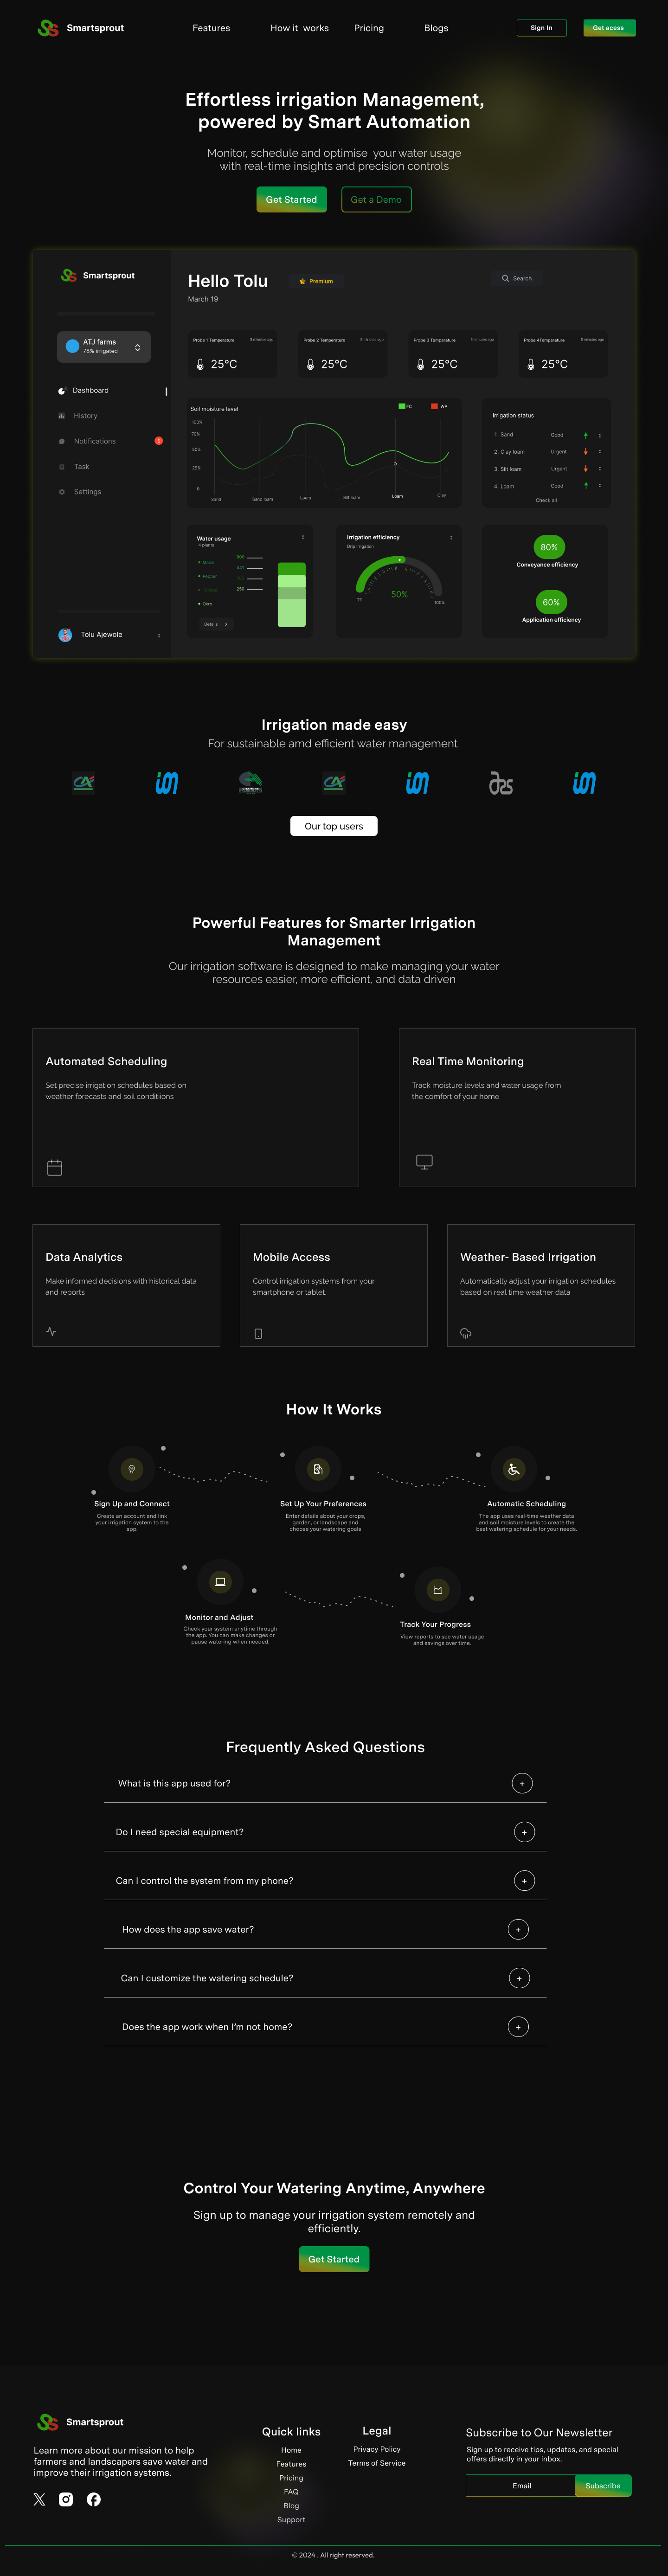 Smartsprout
Features
How it works
Pricing
Blogs
Sign In
Get acess
Effortless irrigation Management,
powered by Smart Automation
Monitor, schedule and optimise your water usage
with real-time insights and precision controls
Get Started
Get a Demo
Smartsprout
Hello Tolu
Premium
Search
March 19
ATJ farms
78% irrigated
Dashboard
History
Notifications
5
Task
Settings
Tolu Ajewole
Probe 1 Temperature
5 minutes ago
25°C
Probe 2 Temperature
5 minutes ago
25°C
Probe 3 Temperature
5 minutes ago
25°C
Probe 4Temperature
5 minutes ago
25°C
Soil moisture level
FC
WP
100%
75%
50%
25%
0
Sand
Sand loam
Loam
Silt loam
Loam
Clay
Irrigation status
1. Sand
Good
2. Clay loam
Urgent
3. Silt loam
Urgent
4. Loam
Good
Check all
Water usage
4 plants
Maize
Pepper
Okro
250
Details
Irrigation efficiency
Drip irrigation
0%
50%
100%
80%
Conveyance efficiency
60%
Application efficiency
Irrigation made easy
For sustainable amd efficient water management
CA
im
CA
im
im
Our top users
Powerful Features for Smarter Irrigation
Management
Our irrigation software is designed to make managing your water
resources easier, more efficient, and data driven
Automated Scheduling
Set precise irrigation schedules based on
weather forecasts and soil conditiions
Real Time Monitoring
Track moisture levels and water usage from
the comfort of your home
Data Analytics
Make informed decisions with historical data
and reports
Mobile Access
Control irrigation systems from your
smartphone or tablet.
Weather- Based Irrigation
Automatically adjust your irrigation schedules
based on real time weather data
How It Works
Sign Up and Connect
Create an account and link
your irrigation system to the
app.
Set Up Your Preferences
Enter details about your crops,
garden, or landscape and
choose your watering goals
Automatic Scheduling
The app uses real-time weather data
and soil moisture levels to create the
best watering schedule for your needs.
Monitor and Adjust
Check your system anytime through
the app. You can make changes or
pause watering when needed.
Track Your Progress
View reports to see water usage
and savings over time.
Frequently Asked Questions
What is this app used for?
+
Do I need special equipment?
+
Can I control the system from my phone?
+
How does the app save water?
+
Can I customize the watering schedule?
+
Does the app work when I'm not home?
+
Control Your Watering Anytime, Anywhere
Sign up to manage your irrigation system remotely and
efficiently.
Get Started
Smartsprout
Learn more about our mission to help
farmers and landscapers save water and
improve their irrigation systems.
Quick links
Home
Features
Pricing
FAQ
Blog
Support
Legal
Privacy Policy
Terms of Service
Subscribe to Our Newsletter
Sign up to receive tips, updates, and special
offers directly in your inbox.
Email
Subscribe
© 2024 . All right reserved.